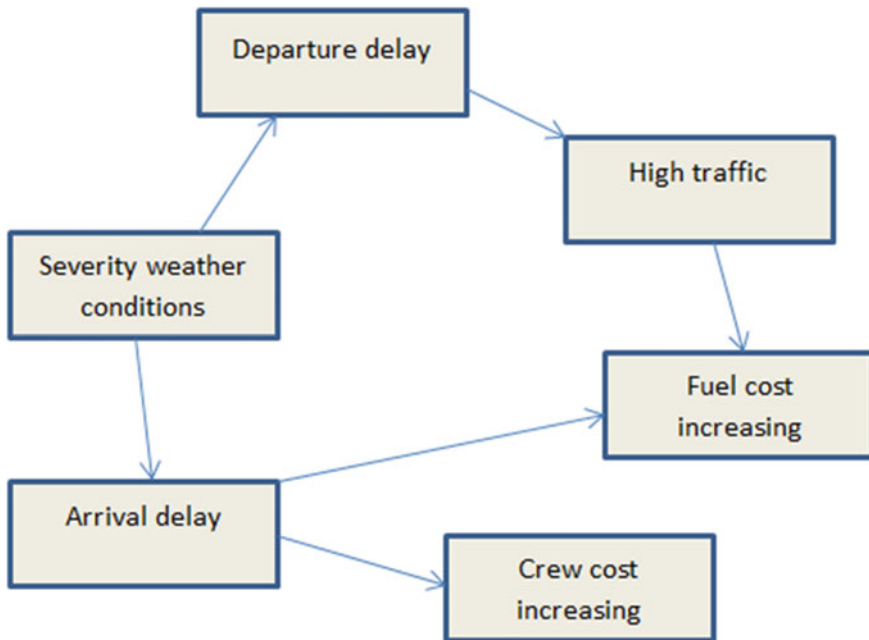 Departure delay
High traffic
Severity weather
conditions
Fuel cost
increasing
Arrival delay
Crew cost
increasing